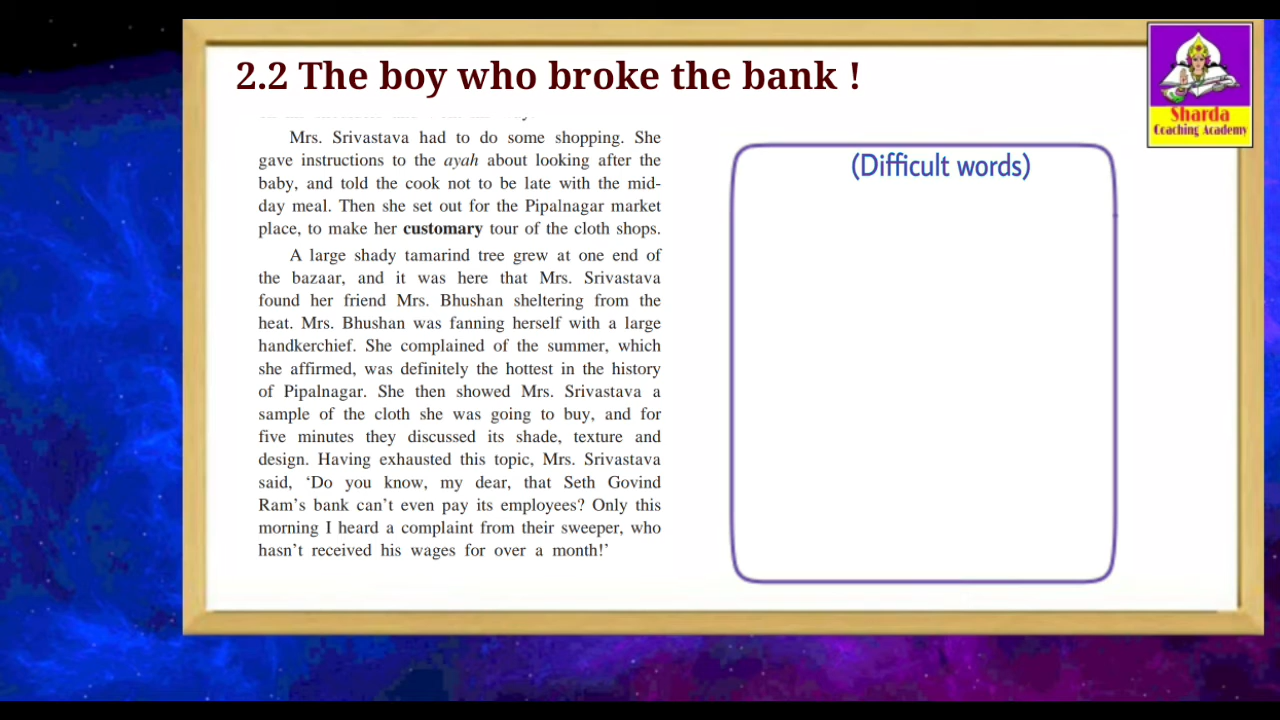 2.2 The boy who broke the bank !
Sharda
Coaching Academy
Mrs. Srivastava had to do some shopping. She
gave instructions to the ayah about looking after the
baby, and told the cook not to be late with the mid-
day meal. Then she set out for the Pipalnagar market
place, to make her customary tour of the cloth shops.
A large shady tamarind tree grew at one end of
the bazaar, and it was here that Mrs. Srivastava
found her friend Mrs. Bhushan sheltering from the
heat. Mrs. Bhushan was fanning herself with a large
handkerchief. She complained of the summer, which
she affirmed, was definitely the hottest in the history
of Pipalnagar. She then showed Mrs. Srivastava a
sample of the cloth she was going to buy, and for
five minutes they discussed its shade, texture and
design. Having exhausted this topic, Mrs. Srivastava
said, ‘Do you know, my dear, that Seth Govind
Ram’s bank can’t even pay its employees? Only this
morning I heard a complaint from their sweeper, who
hasn’t received his wages for over a month!’
(Difficult words)